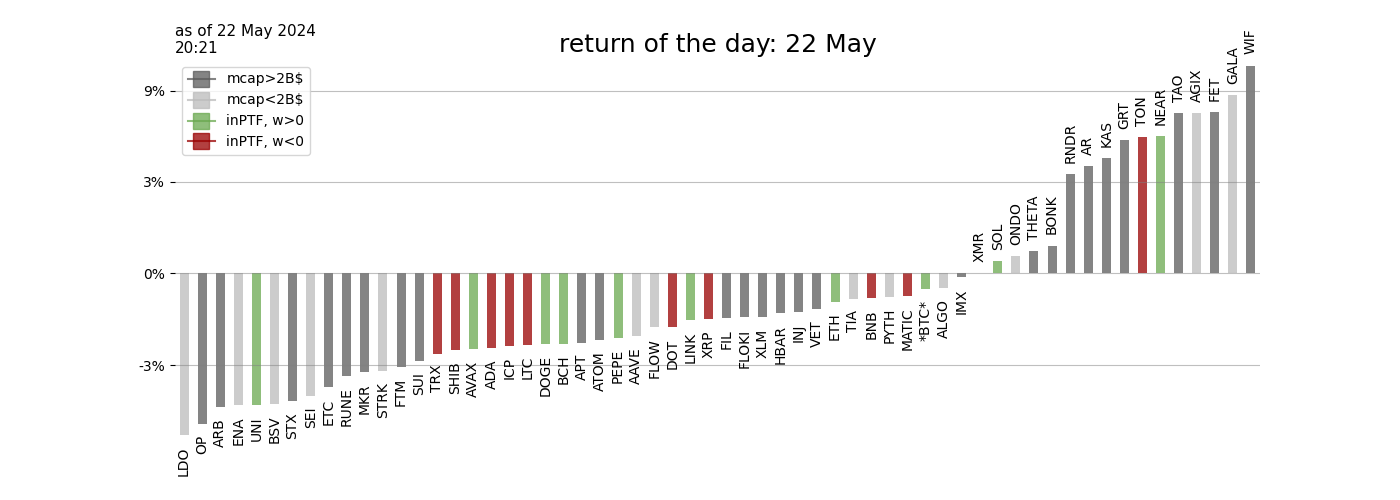 as of 22 May 2024
20:21
return of the day: 22 May
mcap>2B$
mcap<2B$
inPTF, w>0
inPTF, w<0
9%
3%
0%
-3%
LDO
OP
ARB
ENA
UNI
BSV
STX
SEI
ETC
RUNE
MKR
STRK
FTM
SUI
TRX
SHIB
AVAX
ADA
ICP
LTC
DOGE
BCH
APT
ATOM
PEPE
AAVE
FLOW
DOT
LINK
XRP
FIL
FLOKI
XLM
HBAR
INJ
VET
ETH
TIA
BNB
PYTH
MATIC
*BTC*
ALGO
IMX
XMR
SOL
ONDO
THETA
BONK
RNDR
AR
KAS
GRT
TON
NEAR
TAO
AGIX
FET
GALA
WIF